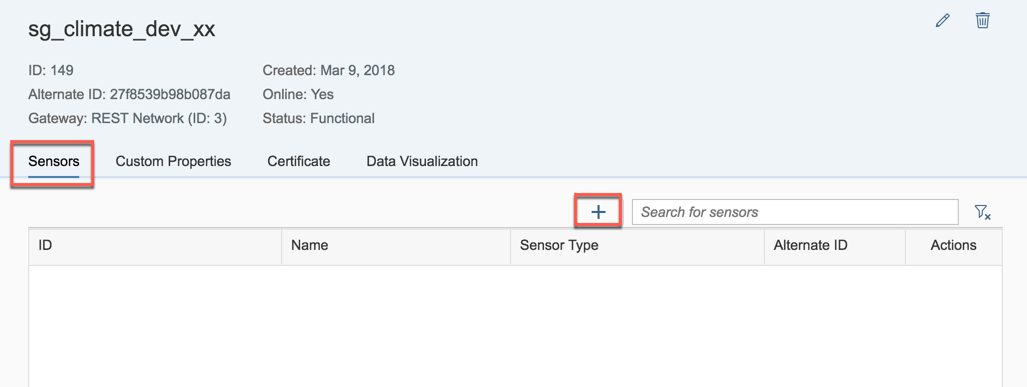 sg_climate_dev_xx
ID: 149
Created: Mar 9, 2018
Alternate ID: 27f8539b98b087da
Online: Yes
Gateway: REST Network (ID: 3)
Status: Functional
Sensors Custom Properties Certificate Data Visualization
Search for sensors
ID Name Sensor Type Alternate ID Actions